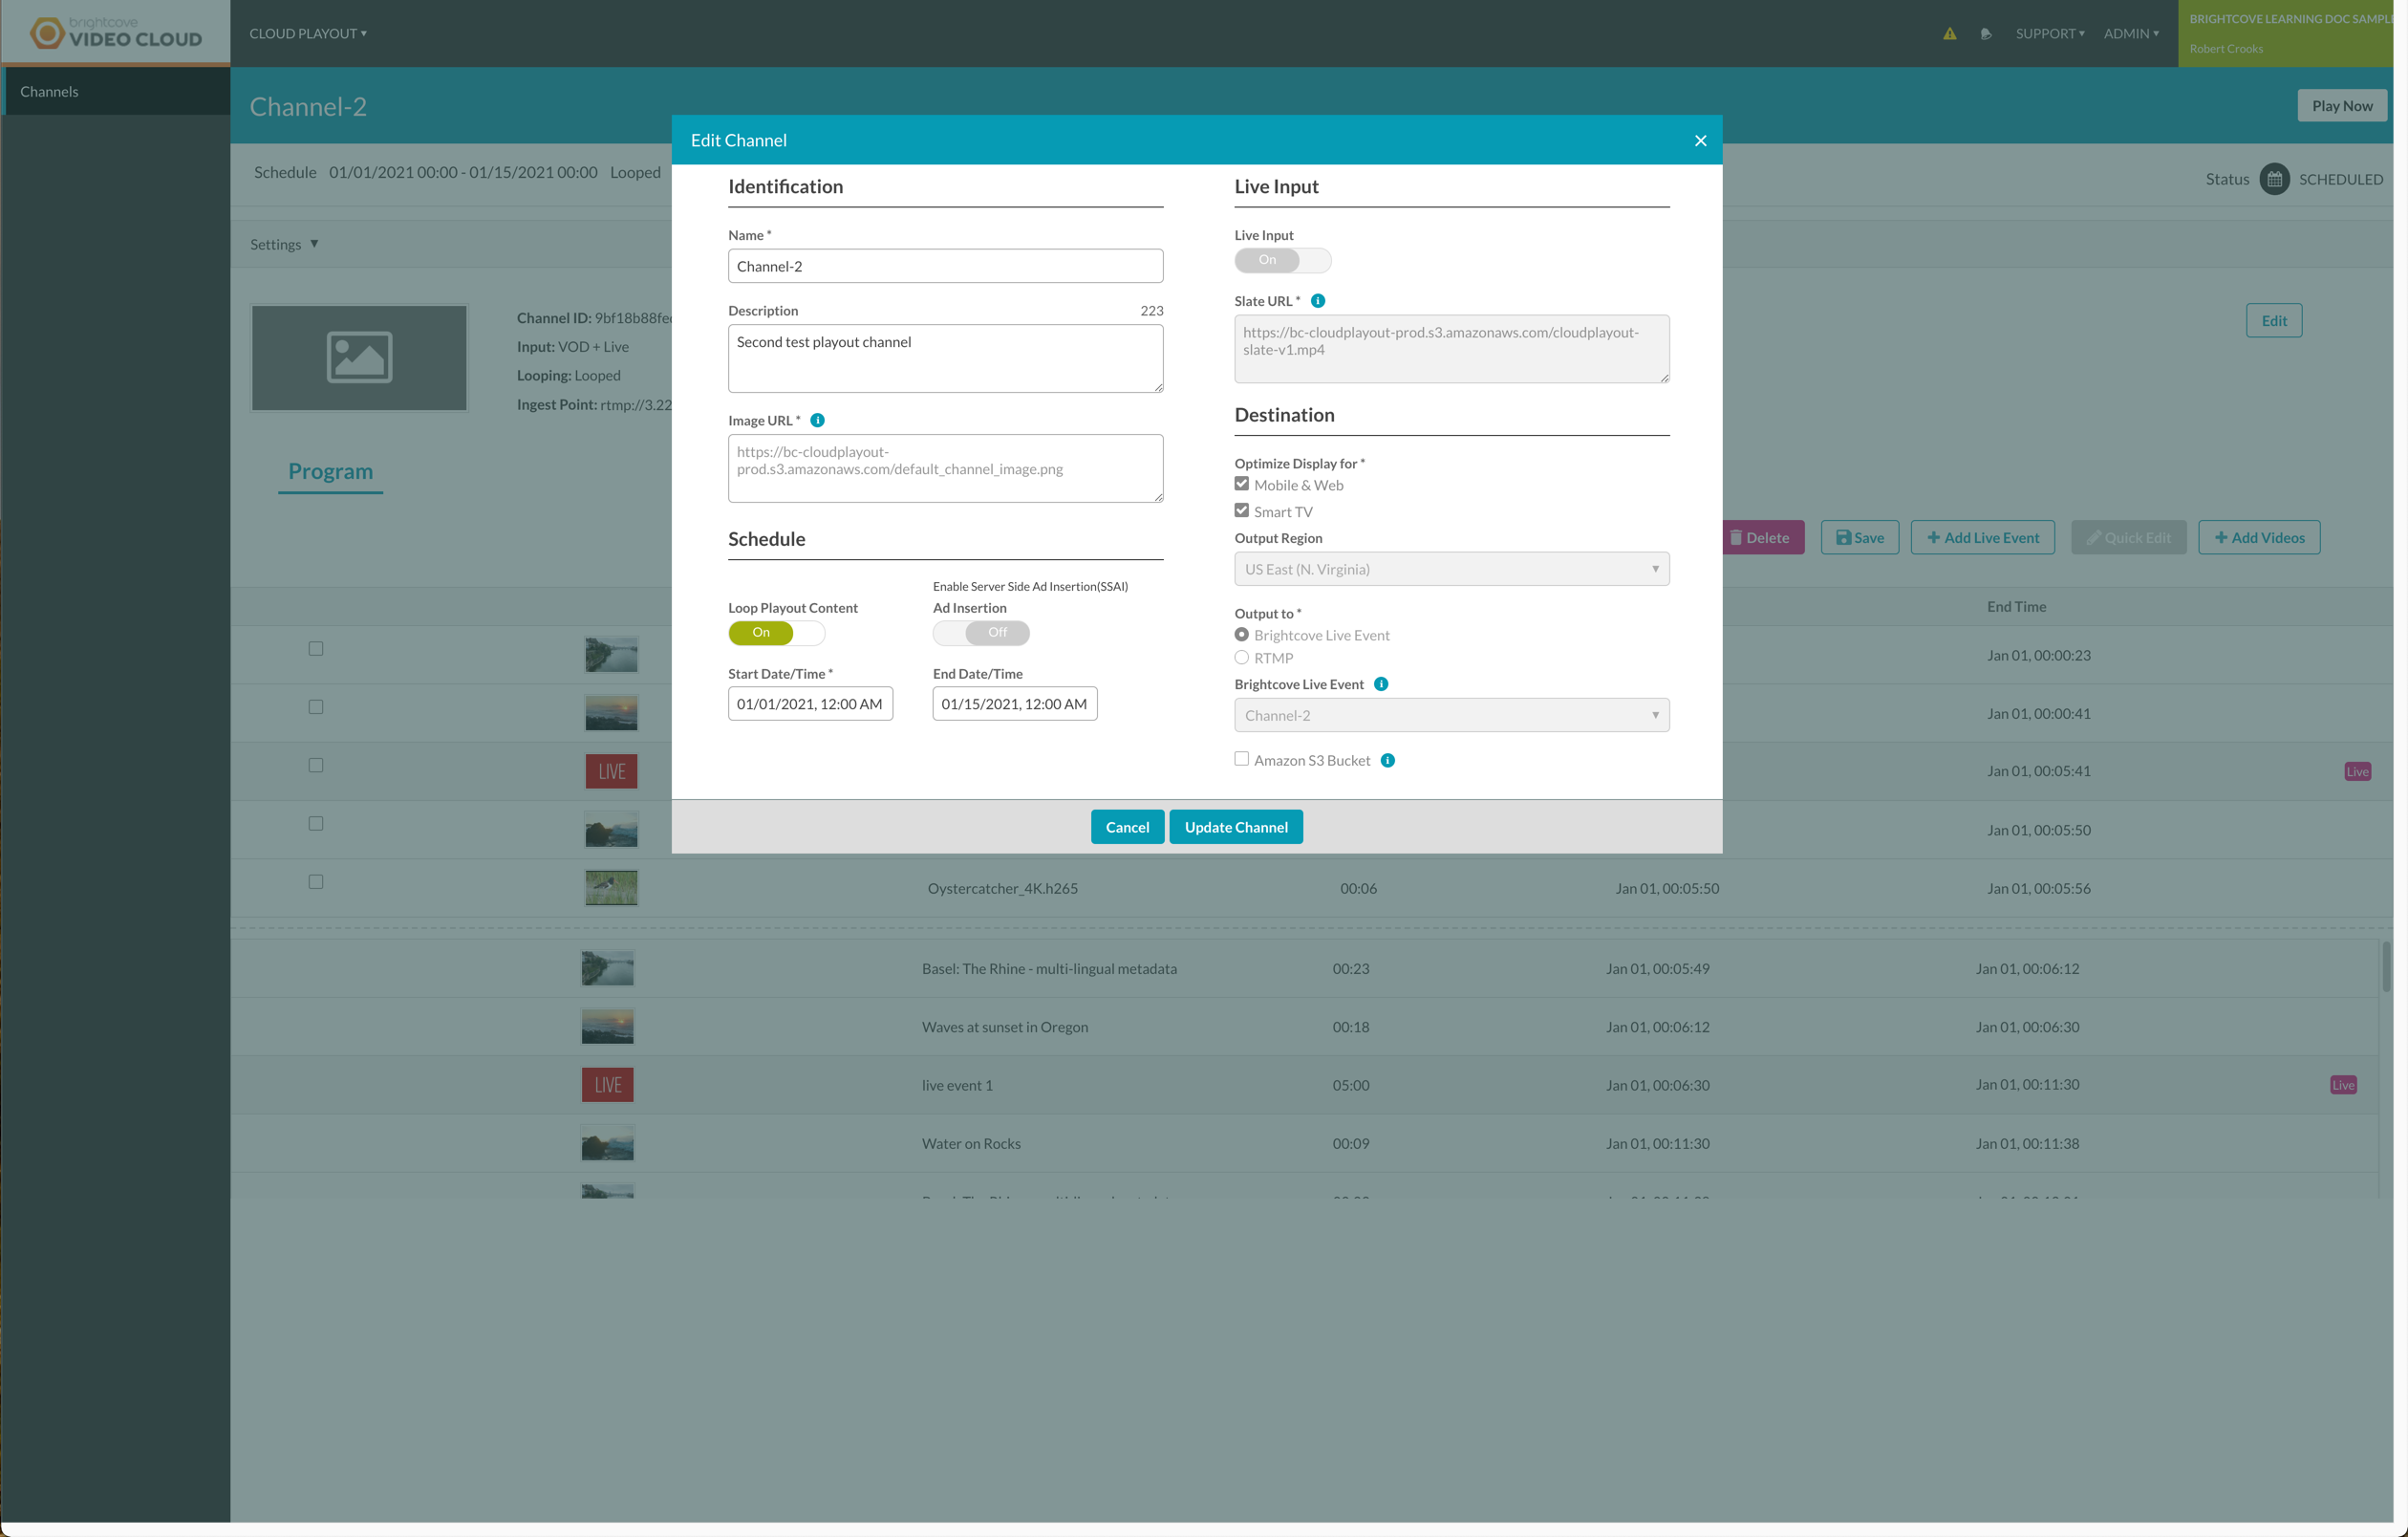 brightcove
VIDEO CLOUD
CLOUD PLAYOUT
SUPPORT
ADMIN
BRIGHTCOVE LEARNING DOC SAMPL
Robert Crooks
Channels
Channel-2
Play Now
Schedule 01/01/2021 00:00 - 01/15/2021 00:00 Looped
Status SCHEDULED
Settings
Channel ID: 9bf18b88fe
Input: VOD + Live
Looping: Looped
Ingest Point: rtmp://3.22
Edit
Program
Delete
Save
Add Live Event
Quick Edit
Add Videos
End Time
Jan 01, 00:00:23
Jan 01, 00:00:41
LIVE
Jan 01, 00:05:41
Live
Jan 01, 00:05:50
Oystercatcher_4K.h265 00:06 Jan 01, 00:05:50 Jan 01, 00:05:56
Basel: The Rhine - multi-lingual metadata 00:23 Jan 01, 00:05:49 Jan 01, 00:06:12
Waves at sunset in Oregon 00:18 Jan 01, 00:06:12 Jan 01, 00:06:30
LIVE live event 1 05:00 Jan 01, 00:06:30 Jan 01, 00:11:30 Live
Water on Rocks 00:09 Jan 01, 00:11:30 Jan 01, 00:11:38
Edit Channel
Identification
Name *
Channel-2
Description 223
Second test playout channel
Image URL *
https://bc-cloudplayout-
prod.s3.amazonaws.com/default_channel_image.png
Schedule
Enable Server Side Ad Insertion(SSAI)
Loop Playout Content Ad Insertion
On Off
Start Date/Time * End Date/Time
01/01/2021, 12:00 AM 01/15/2021, 12:00 AM
Live Input
Live Input
On
Slate URL *
https://bc-cloudplayout-prod.s3.amazonaws.com/cloudplayout-
slate-v1.mp4
Destination
Optimize Display for *
Mobile & Web
Smart TV
Output Region
US East (N. Virginia)
Output to *
Brightcove Live Event
RTMP
Brightcove Live Event
Channel-2
Amazon S3 Bucket
Cancel
Update Channel